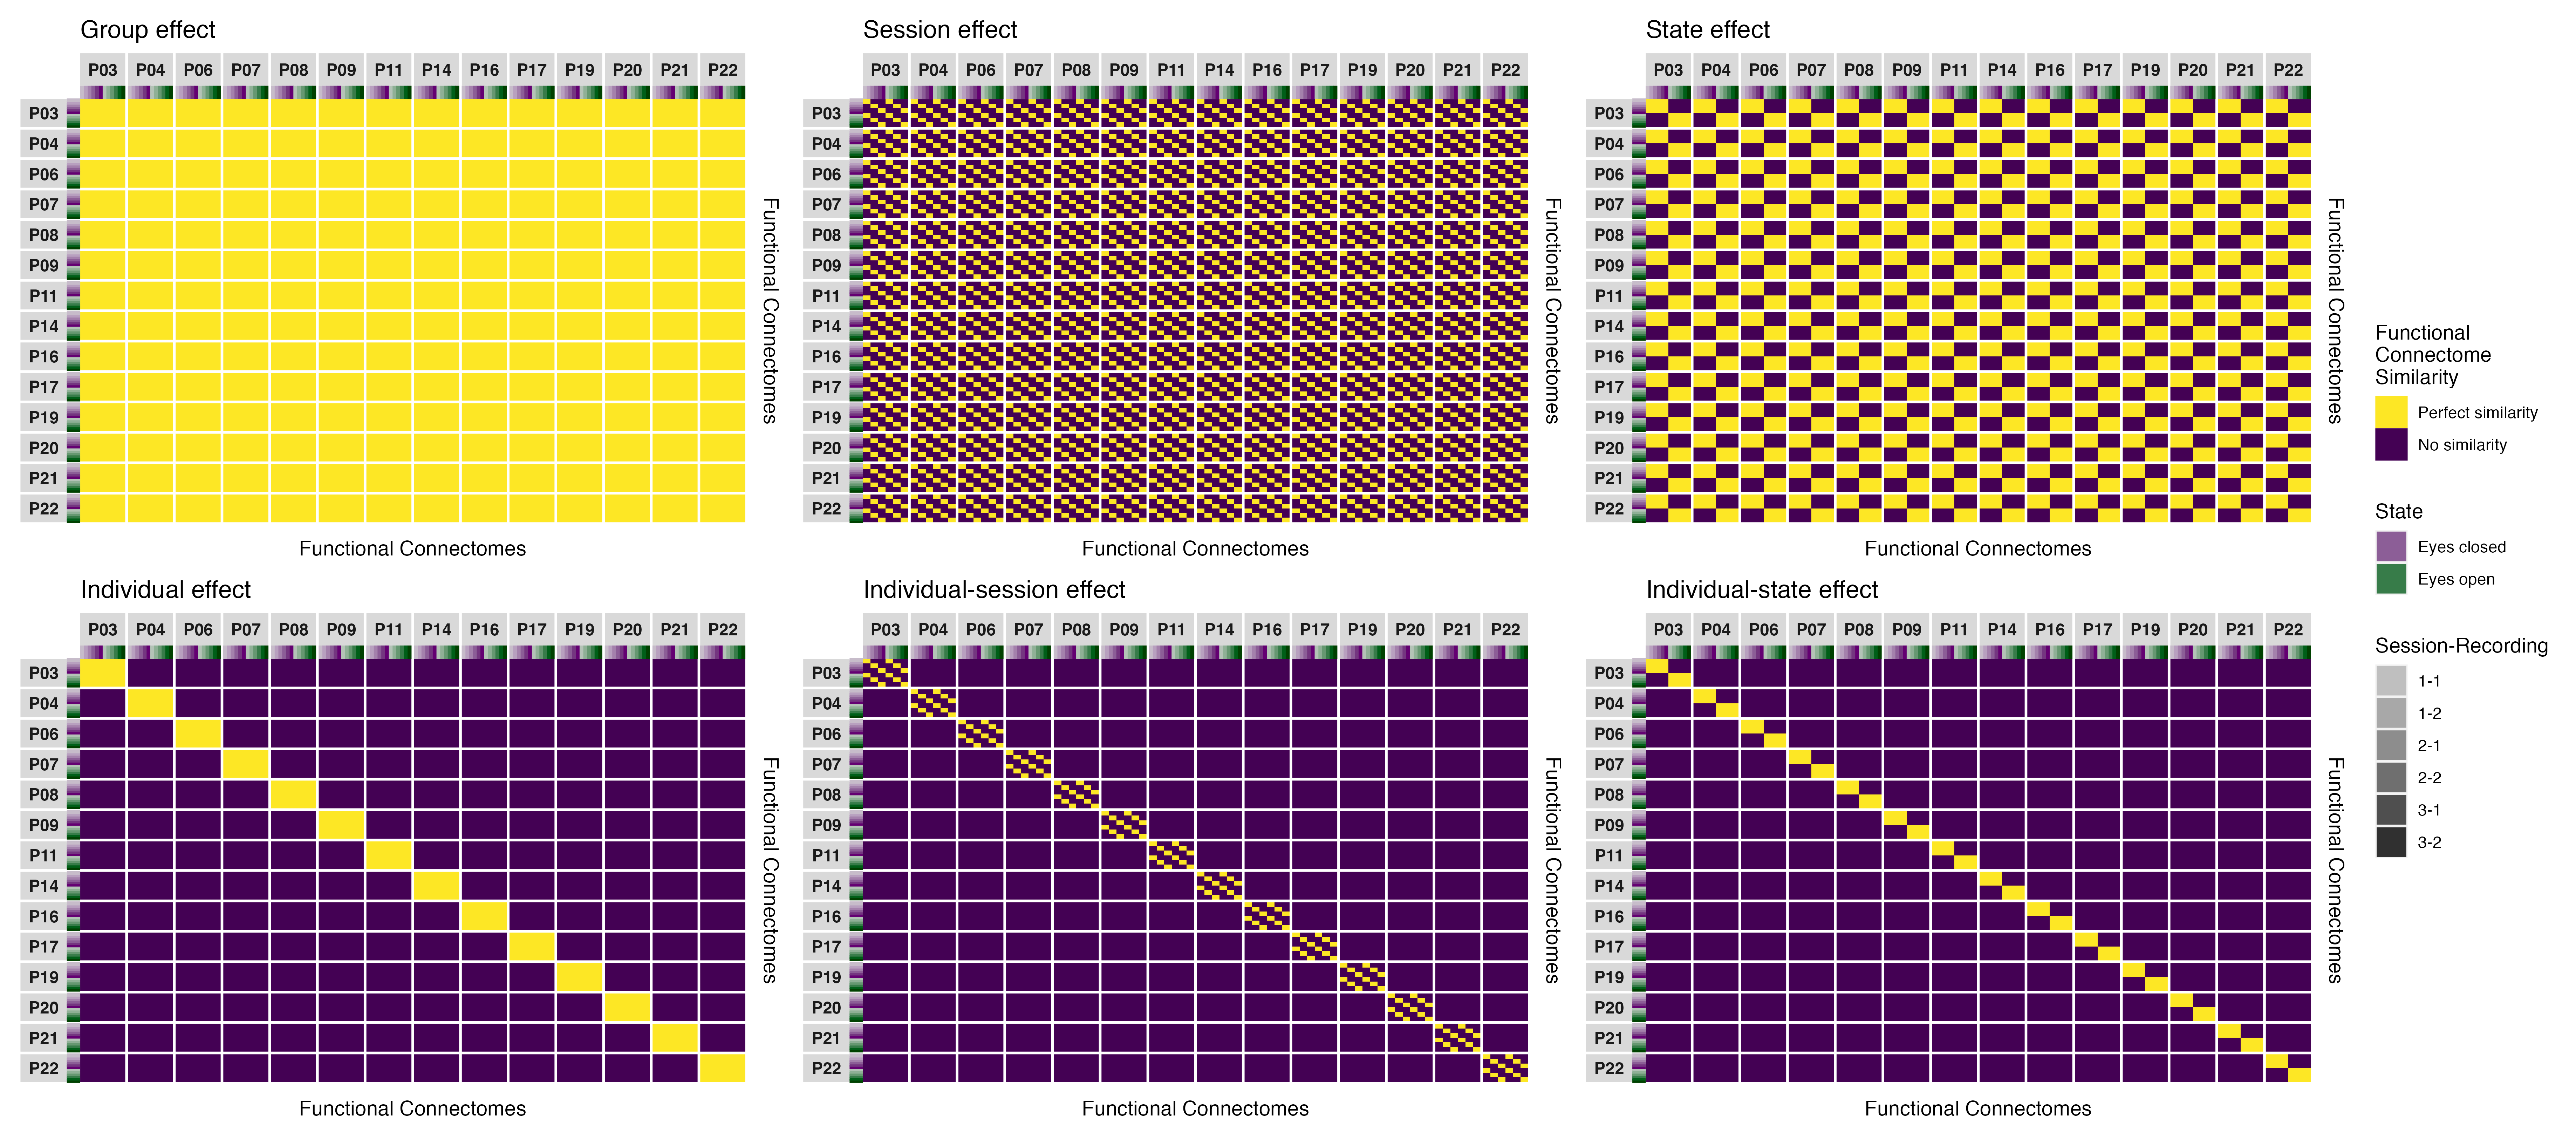 Group effect
P03 P04 P06 P07 P08 P09 P11 P14 P16 P17 P19 P20 P21 P22
P03
P04
P06
P07
P08
P09
P11
P14
P16
P17
P19
P20
P21
P22
Functional Connectomes
Functional Connectomes
Session effect
P03 P04 P06 P07 P08 P09 P11 P14 P16 P17 P19 P20 P21 P22
P03
P04
P06
P07
P08
P09
P11
P14
P16
P17
P19
P20
P21
P22
Functional Connectomes
Functional Connectomes
State effect
P03 P04 P06 P07 P08 P09 P11 P14 P16 P17 P19 P20 P21 P22
P03
P04
P06
P07
P08
P09
P11
P14
P16
P17
P19
P20
P21
P22
Functional Connectomes
Functional Connectomes
Individual effect
P03 P04 P06 P07 P08 P09 P11 P14 P16 P17 P19 P20 P21 P22
P03
P04
P06
P07
P08
P09
P11
P14
P16
P17
P19
P20
P21
P22
Functional Connectomes
Functional Connectomes
Individual-session effect
P03 P04 P06 P07 P08 P09 P11 P14 P16 P17 P19 P20 P21 P22
P03
P04
P06
P07
P08
P09
P11
P14
P16
P17
P19
P20
P21
P22
Functional Connectomes
Functional Connectomes
Individual-state effect
P03 P04 P06 P07 P08 P09 P11 P14 P16 P17 P19 P20 P21 P22
P03
P04
P06
P07
P08
P09
P11
P14
P16
P17
P19
P20
P21
P22
Functional Connectomes
Functional Connectomes
Functional
Connectome
Similarity
Perfect similarity
No similarity
State
Eyes closed
Eyes open
Session-Recording
1-1
1-2
2-1
2-2
3-1
3-2